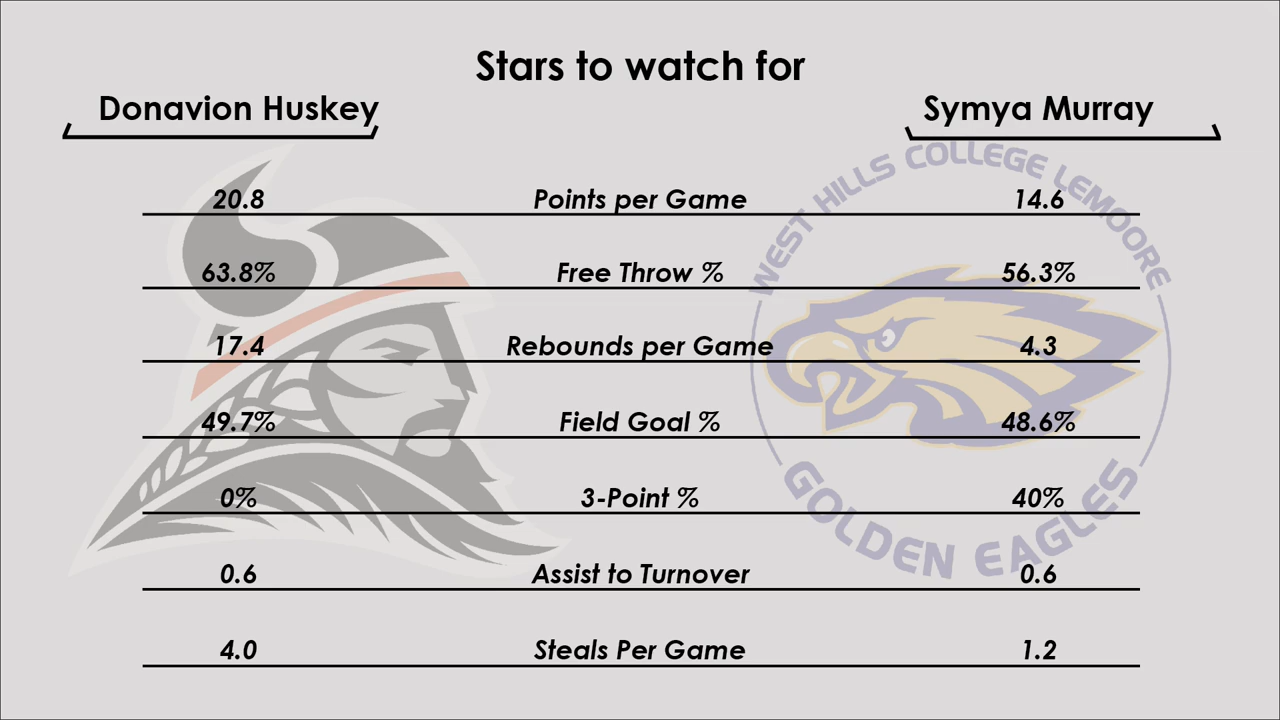 Stars to watch for
Donavion Huskey Symya Murray
WEST HILLS COLLEGE LEMOORE
20.8 Points per Game 14.6
63.8% Free Throw % 56.3%
17.4 Rebounds per Game 4.3
49.7% Field Goal % 48.6%
0% 3-Point % 40%
GOLDEN EAGLES
0.6 Assist to Turnover 0.6
4.0 Steals Per Game 1.2